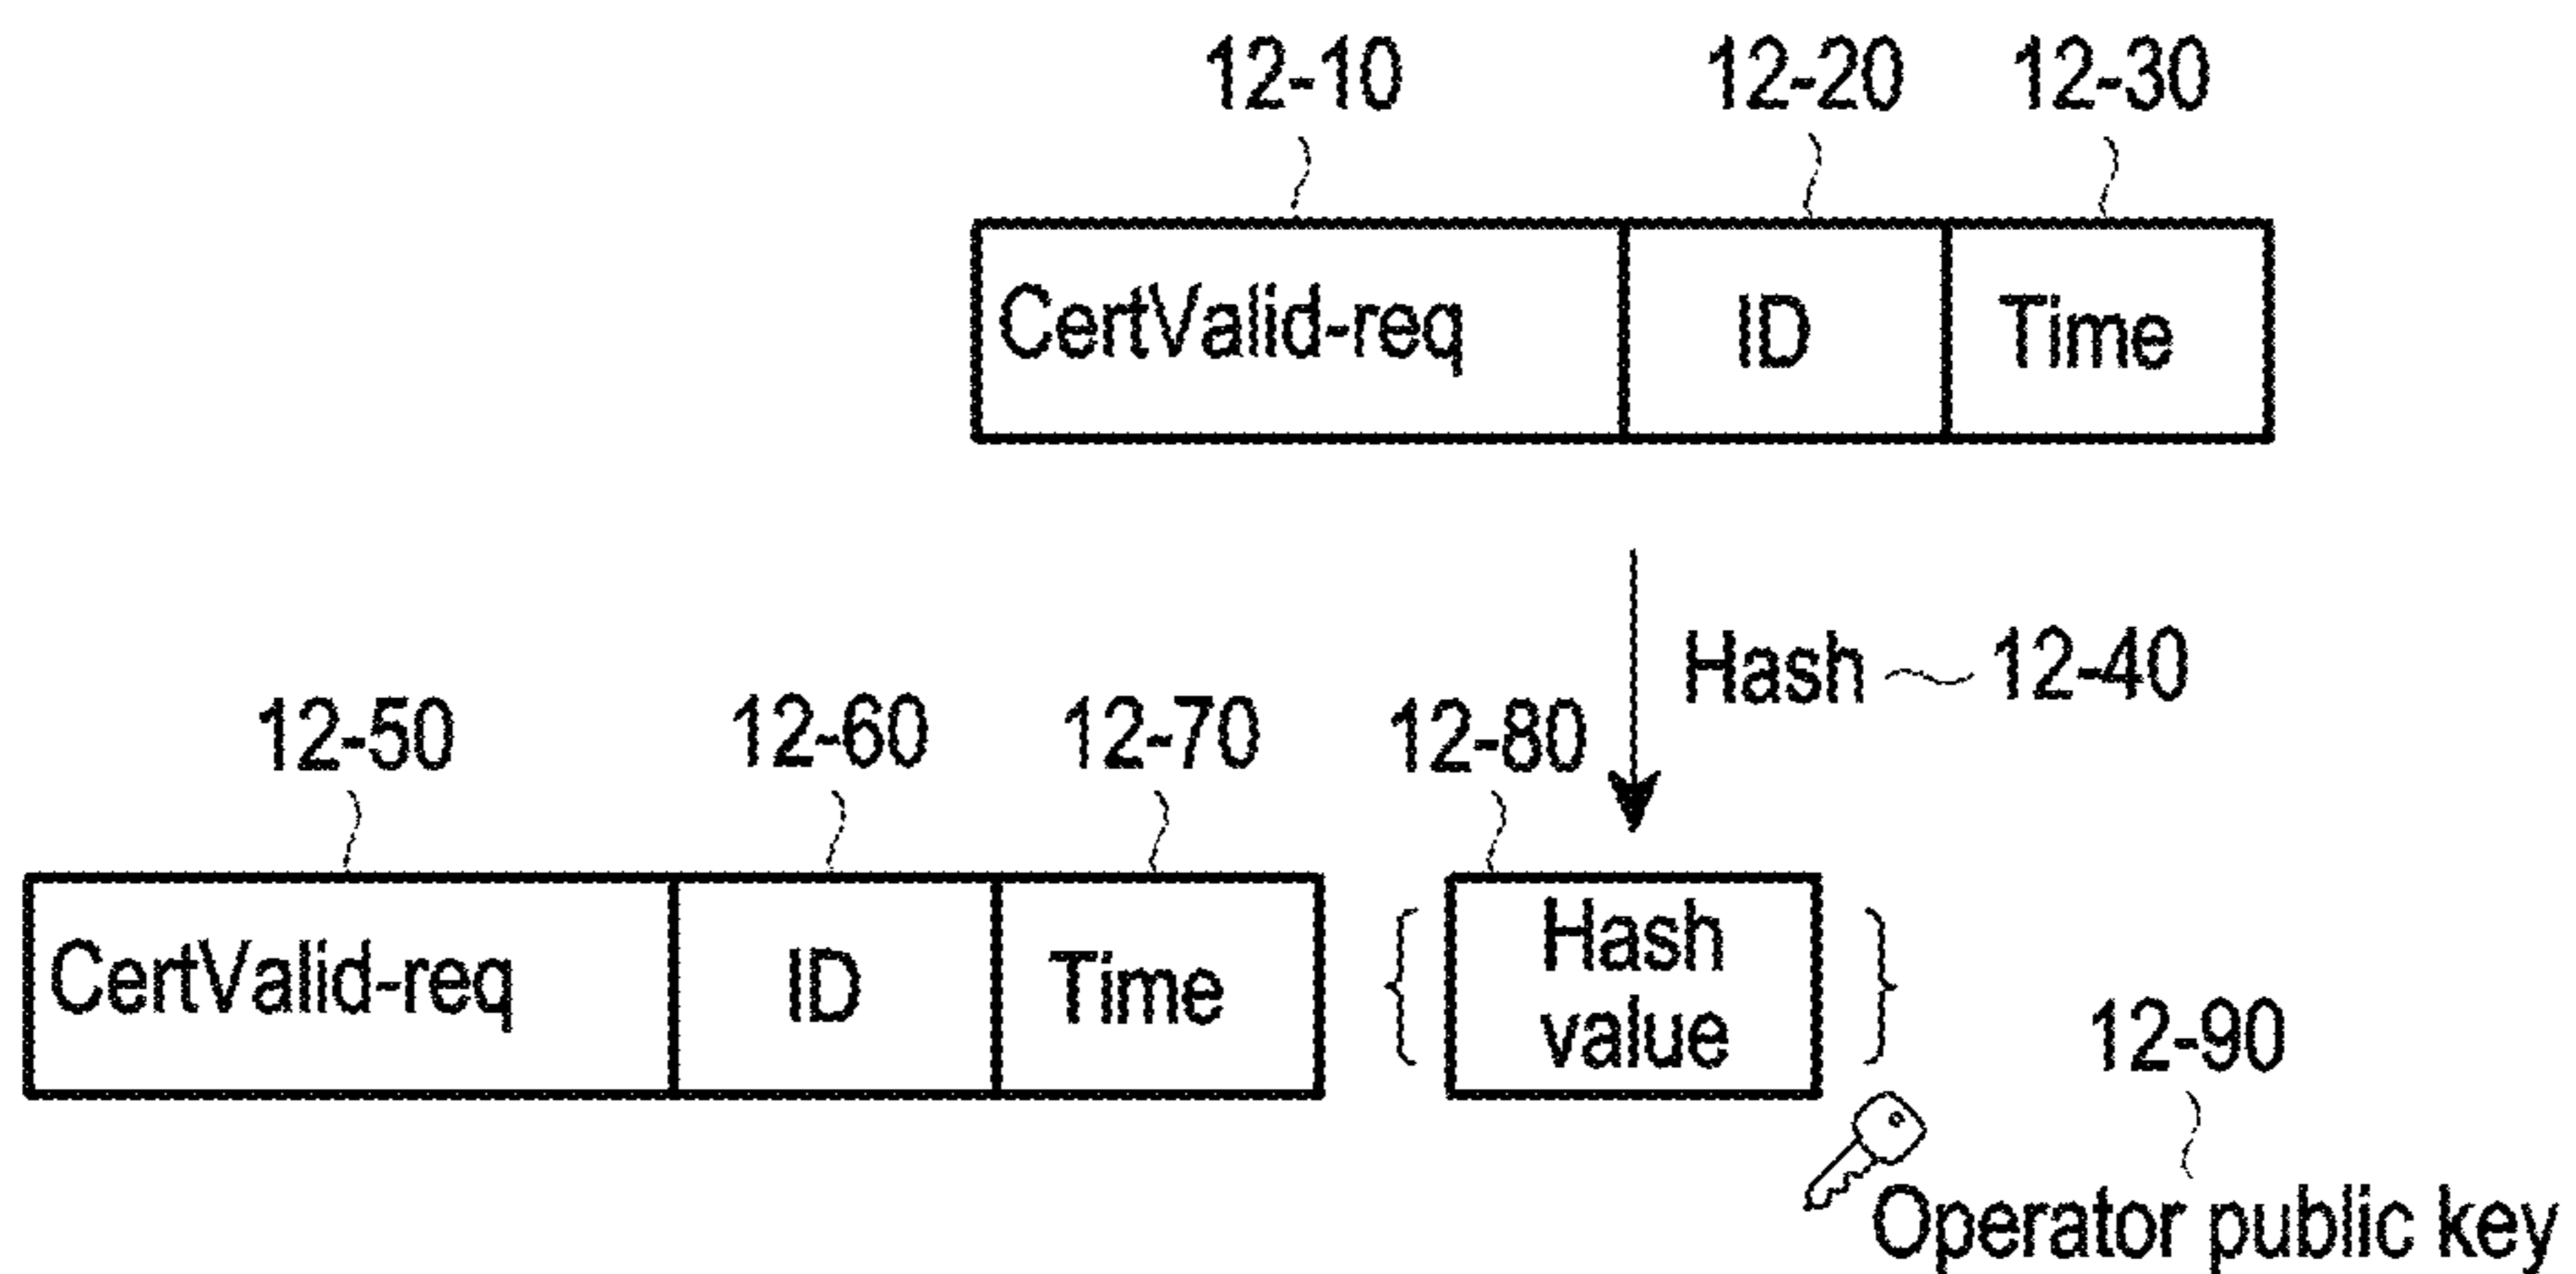 12-10 12-20 12-30
CertValid-req ID Time
Hash 12-40
12-50 12-60 12-70 12-80
CertValid-req ID Time Hash
value
12-90
Operator public key